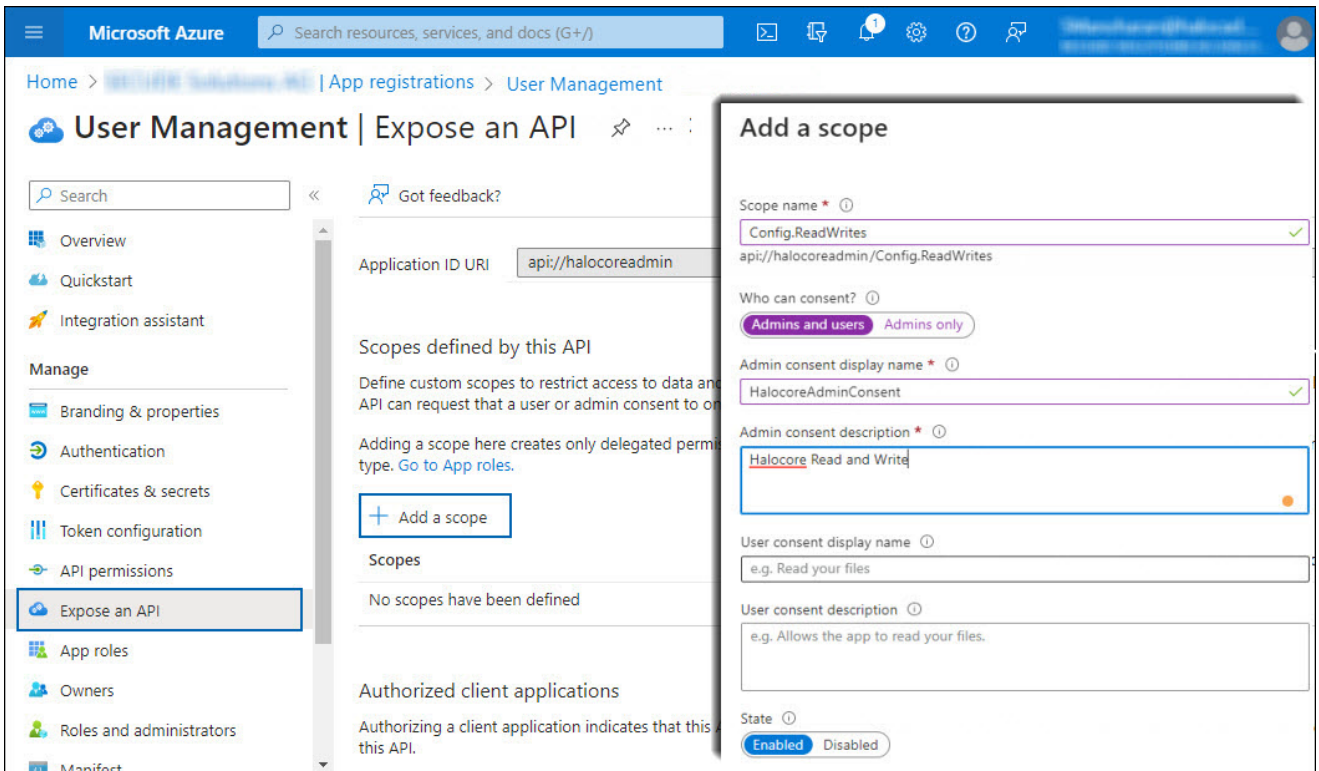 Microsoft Azure
Search resources, services, and docs (G+/)
1
Home > | App registrations > User Management
User Management | Expose an API
Search
Got feedback?
Overview
Quickstart
Integration assistant
Manage
Branding & properties
Authentication
Certificates & secrets
Token configuration
API permissions
Expose an API
App roles
Owners
Roles and administrators
Manifest
Application ID URI
api://halocoreadmin
Scopes defined by this API
Define custom scopes to restrict access to data and
API can request that a user or admin consent to
Adding a scope here creates only delegated
type. Go to App roles.
+ Add a scope
Scopes
No scopes have been defined
Authorized client applications
Authorizing a client application indicates that this
this API.
Add a scope
Scope name *
Config.ReadWrites
api://halocoreadmin/Config.ReadWrites
Who can consent?
Admins and users Admins only
Admin consent display name *
HalocoreAdminConsent
Admin consent description *
Halocore Read and Write
User consent display name
e.g. Read your files
User consent description
e.g. Allows the app to read your files.
State
Enabled Disabled